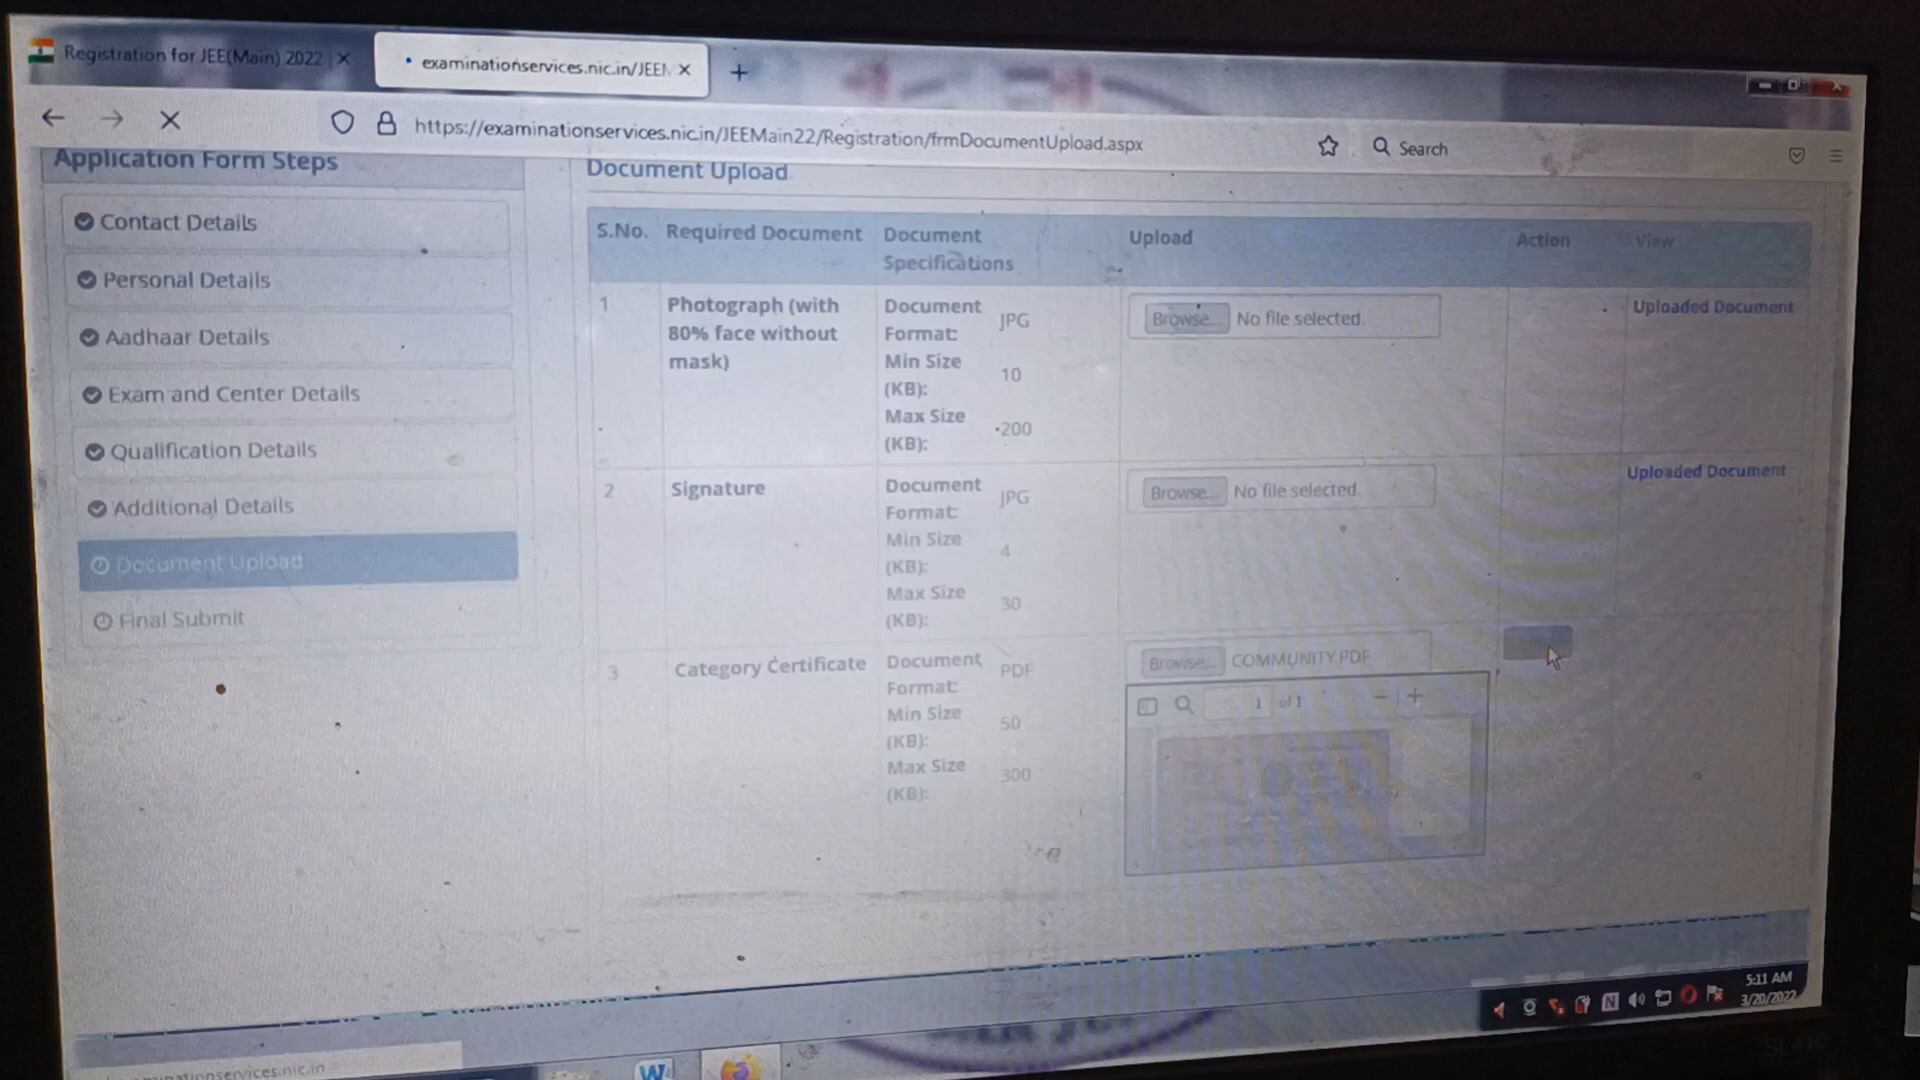 Registration for JEE(Main) 2022
examinationservices.nic.in/JEEM
https://examinationservices.nic.in/JEEMain22/Registration/frmDocumentUpload.aspx
Search
Application Form Steps
Contact Details
Personal Details
Aadhaar Details
Exam and Center Details
Qualification Details
Additional Details
Document Upload
Final Submit
Document Upload
S.No. Required Document Document Specifications Upload Action View
1 Photograph (with 80% face without mask)
Document Format: JPG
Min Size (KB): 10
Max Size (KB): 200
Browse... No file selected.
Uploaded Document
2 Signature
Document Format: JPG
Min Size (KB): 4
Max Size (KB): 30
Browse... No file selected.
Uploaded Document
3 Category Certificate
Document Format: PDF
Min Size (KB): 50
Max Size (KB): 300
Browse... COMMUNITY.PDF
1 of 1
5:11 AM
3/20/2022